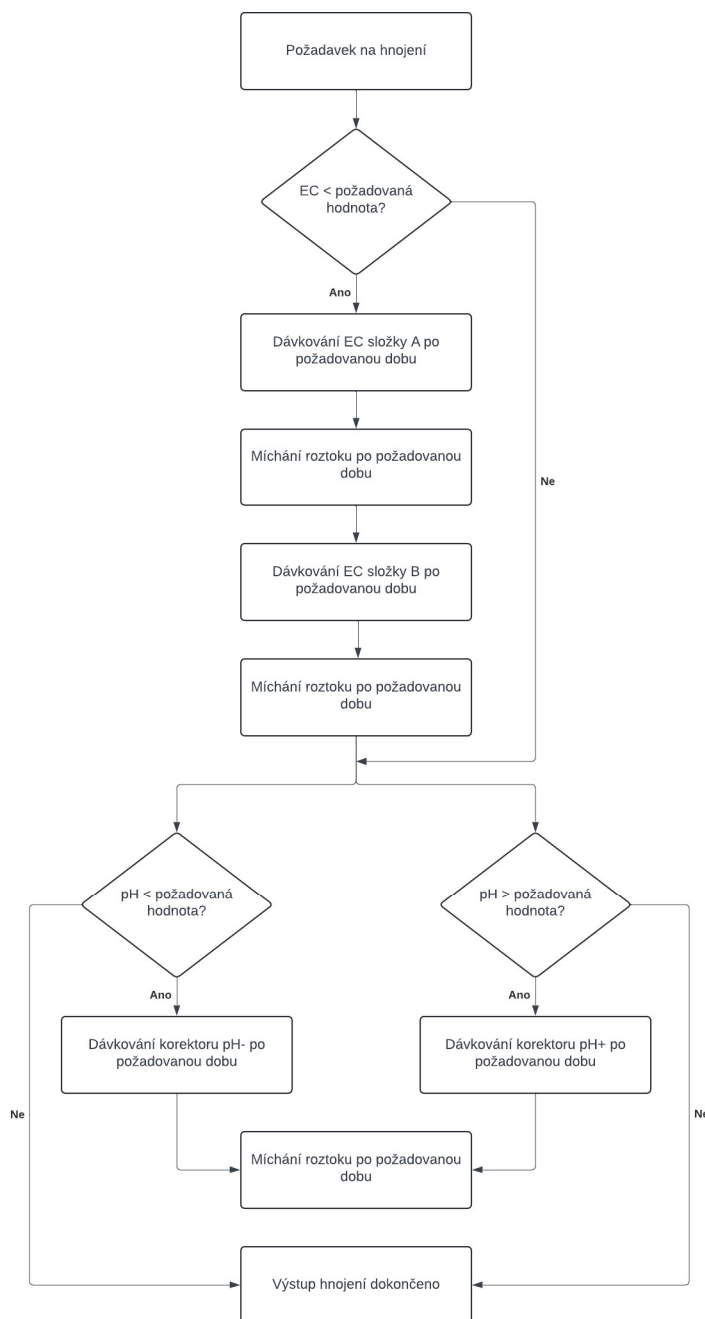 Požadavek na hnojení
EC < požadovaná
hodnota?
Ano
Dávkování EC složky A po
požadovanou dobu
Míchání roztoku po požadovanou
dobu
Ne
Dávkování EC složky B po
požadovanou dobu
Míchání roztoku po požadovanou
dobu
pH < požadovaná
hodnota?
pH > požadovaná
hodnota?
Ano
Ano
Dávkování korektoru pH- po
požadovanou dobu
Dávkování korektoru pH+ po
požadovanou dobu
Ne
Ne
Míchání roztoku po požadovanou
dobu
Výstup hnojení dokončeno